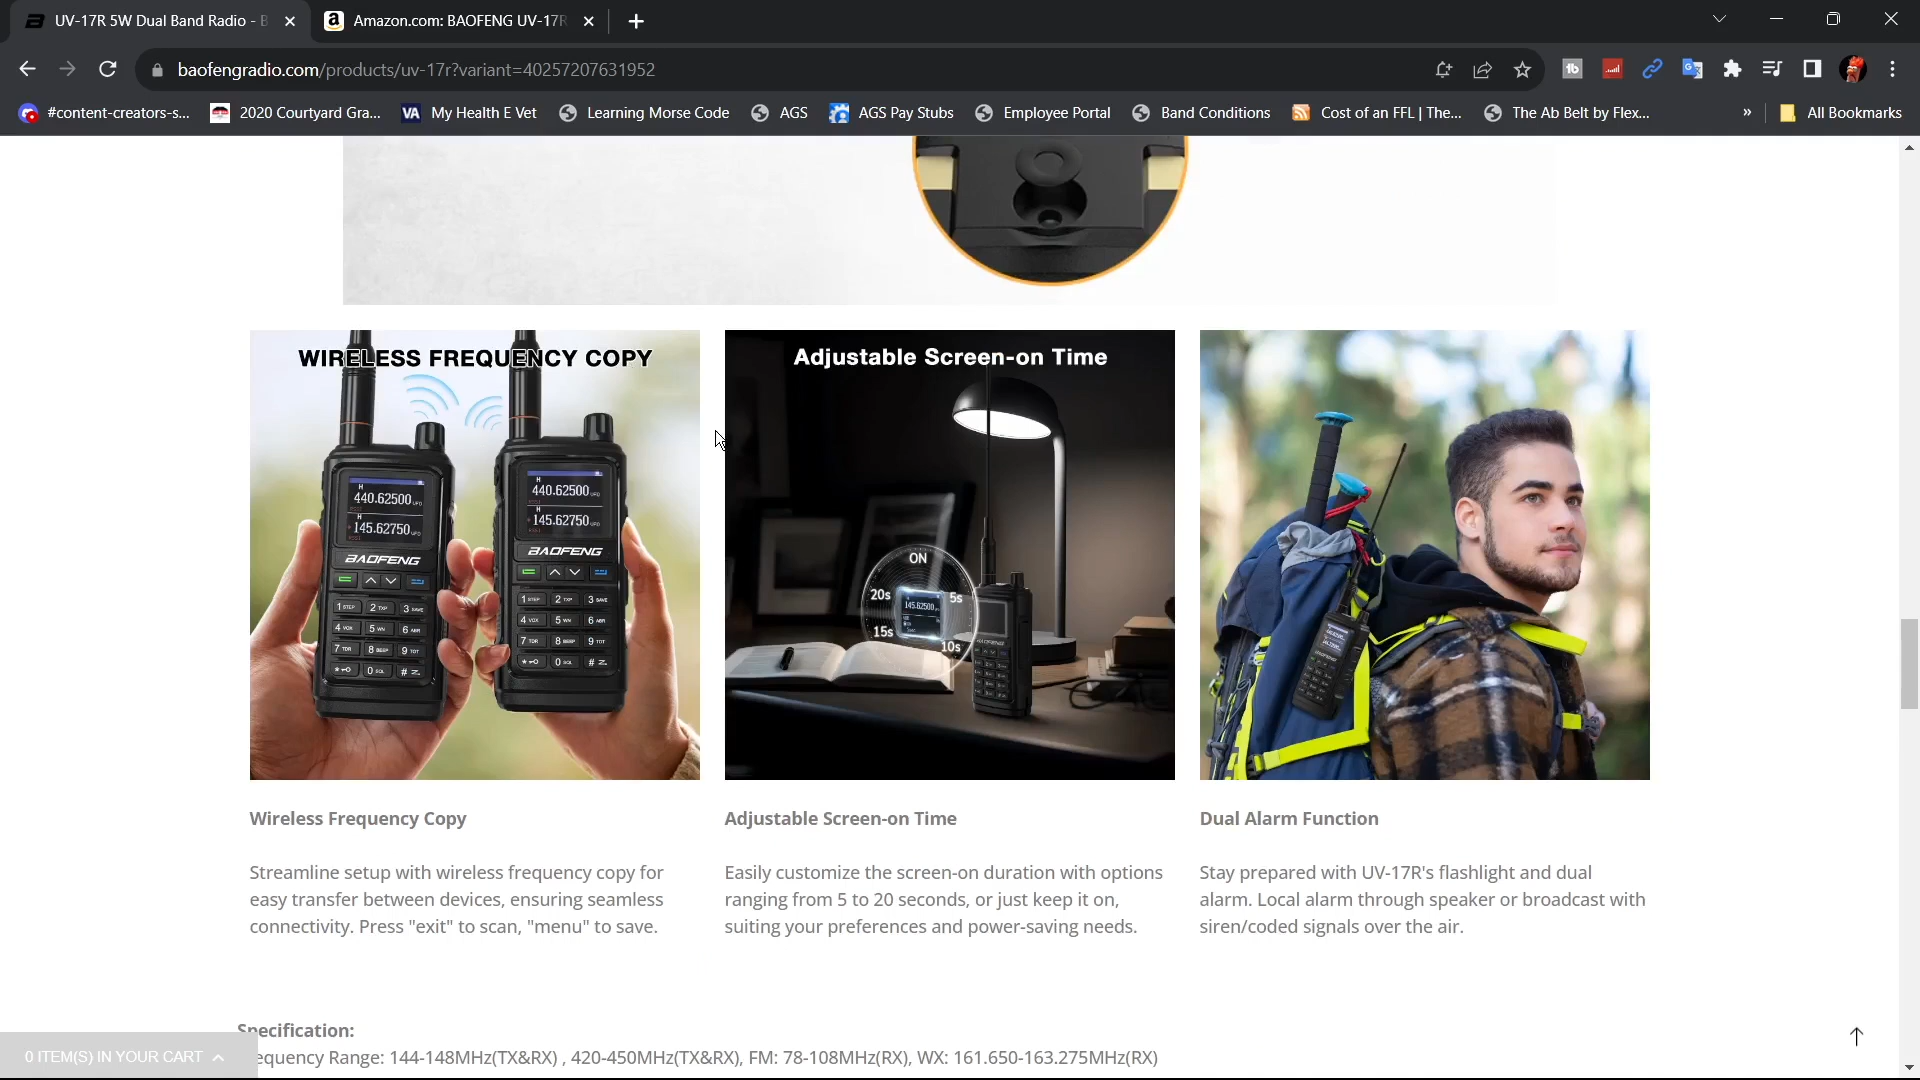 UV-17R 5W Dual Band Radio - B
Amazon.com: BAOFENG UV-17R
baofengradio.com/products/uv-17r?variant=40257207631952
#content-creators-s...
2020 Courtyard Gra...
VA My Health E Vet
Learning Morse Code
AGS
AGS Pay Stubs
Employee Portal
Band Conditions
Cost of an FFL | The...
The Ab Belt by Flex...
»
All Bookmarks
WIRELESS FREQUENCY COPY
440.62500
145.62750
BAOFENG
1 STEP 2 TXP 3 SAVE
4 VOX 5 WN 6 ABR
7 TDR 8 BEEP 9 TOT
0 SQL #
440.62500
145.62750
BAOFENG
1 STEP 2 TXP 3 SAVE
4 VOX 5 WN 6 ABR
7 TDR 8 BEEP 9 TOT
0 SQL #
Adjustable Screen-on Time
ON
20s
5s
15s
10s
145.62500
Wireless Frequency Copy
Streamline setup with wireless frequency copy for
easy transfer between devices, ensuring seamless
connectivity. Press "exit" to scan, "menu" to save.
Adjustable Screen-on Time
Easily customize the screen-on duration with options
ranging from 5 to 20 seconds, or just keep it on,
suiting your preferences and power-saving needs.
Dual Alarm Function
Stay prepared with UV-17R's flashlight and dual
alarm. Local alarm through speaker or broadcast with
siren/coded signals over the air.
Specification:
equency Range: 144-148MHz(TX&RX) , 420-450MHz(TX&RX), FM: 78-108MHz(RX), WX: 161.650-163.275MHz(RX)
0 ITEM(S) IN YOUR CART